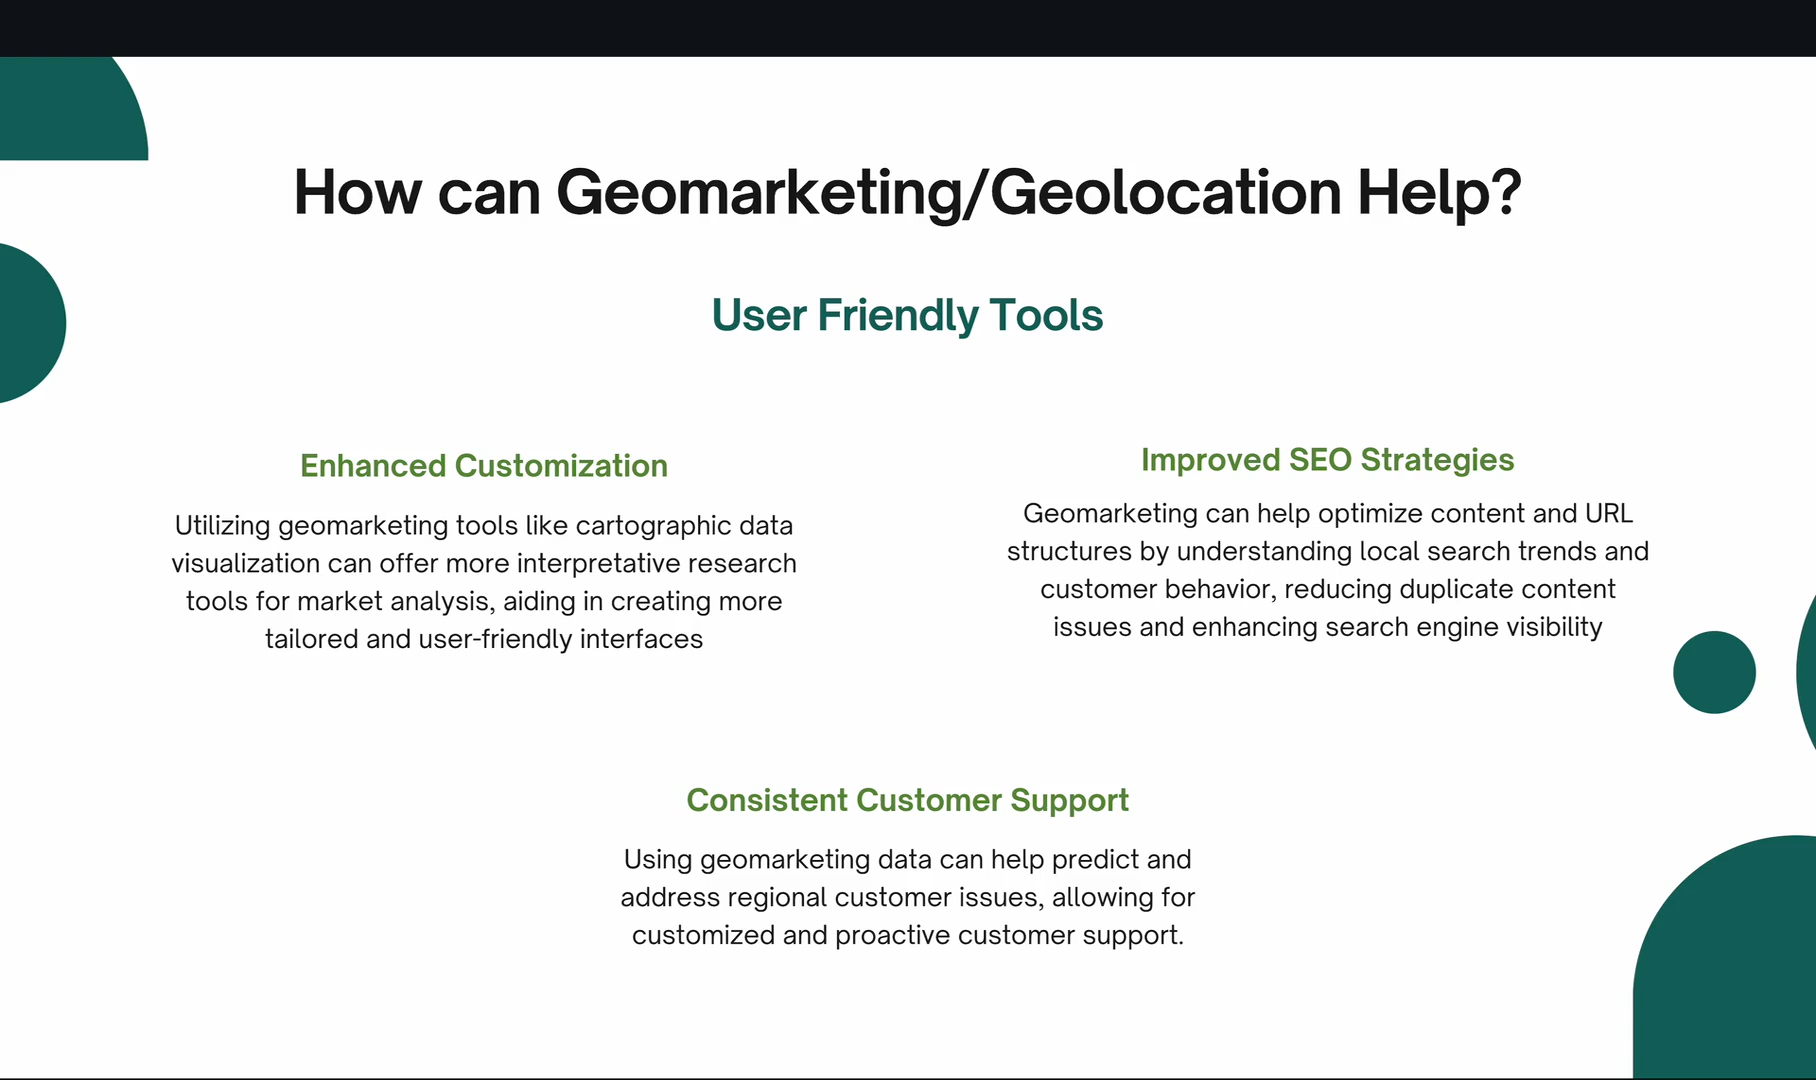 How can Geomarketing/Geolocation Help?
User Friendly Tools
Enhanced Customization
Utilizing geomarketing tools like cartographic data
visualization can offer more interpretative research
tools for market analysis, aiding in creating more
tailored and user-friendly interfaces
Improved SEO Strategies
Geomarketing can help optimize content and URL
structures by understanding local search trends and
customer behavior, reducing duplicate content
issues and enhancing search engine visibility
Consistent Customer Support
Using geomarketing data can help predict and
address regional customer issues, allowing for
customized and proactive customer support.